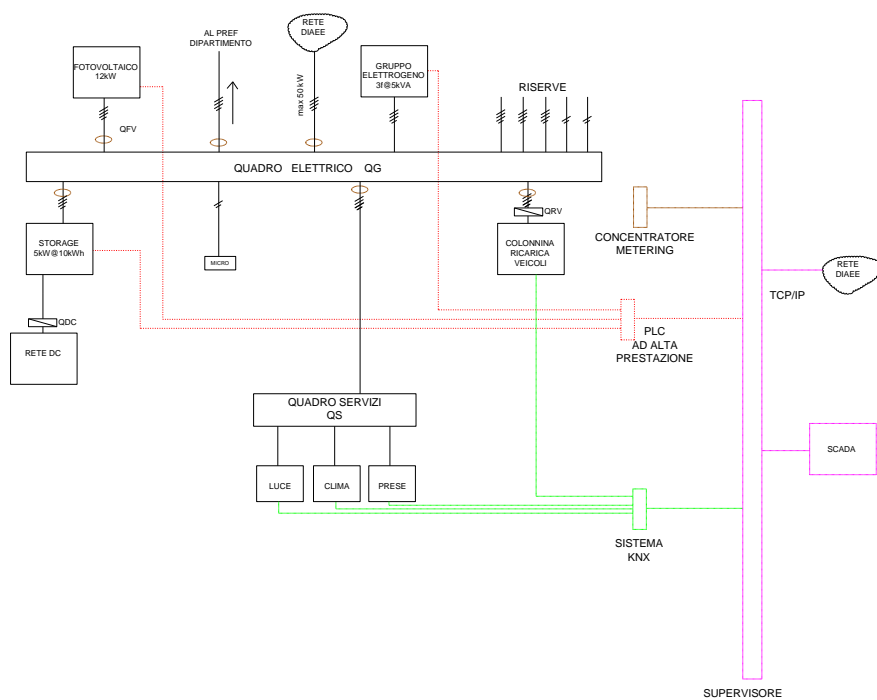 AL PREF
DIPARTIMENTO
RETE
DIAEE
FOTOVOLTAICO
12kW
GRUPPO
ELETTROGENO
3f@5kVA
max 50 kW
RISERVE
QFV
QUADRO ELETTRICO QG
QRV
STORAGE
5kW@10kWh
MICRO
COLONNINA
RICARICA
VEICOLI
CONCENTRATORE
METERING
RETE
DIAEE
TCP/IP
QDC
RETE DC
PLC
AD ALTA
PRESTAZIONE
QUADRO SERVIZI
QS
SCADA
LUCE
CLIMA
PRESE
SISTEMA
KNX
SUPERVISORE